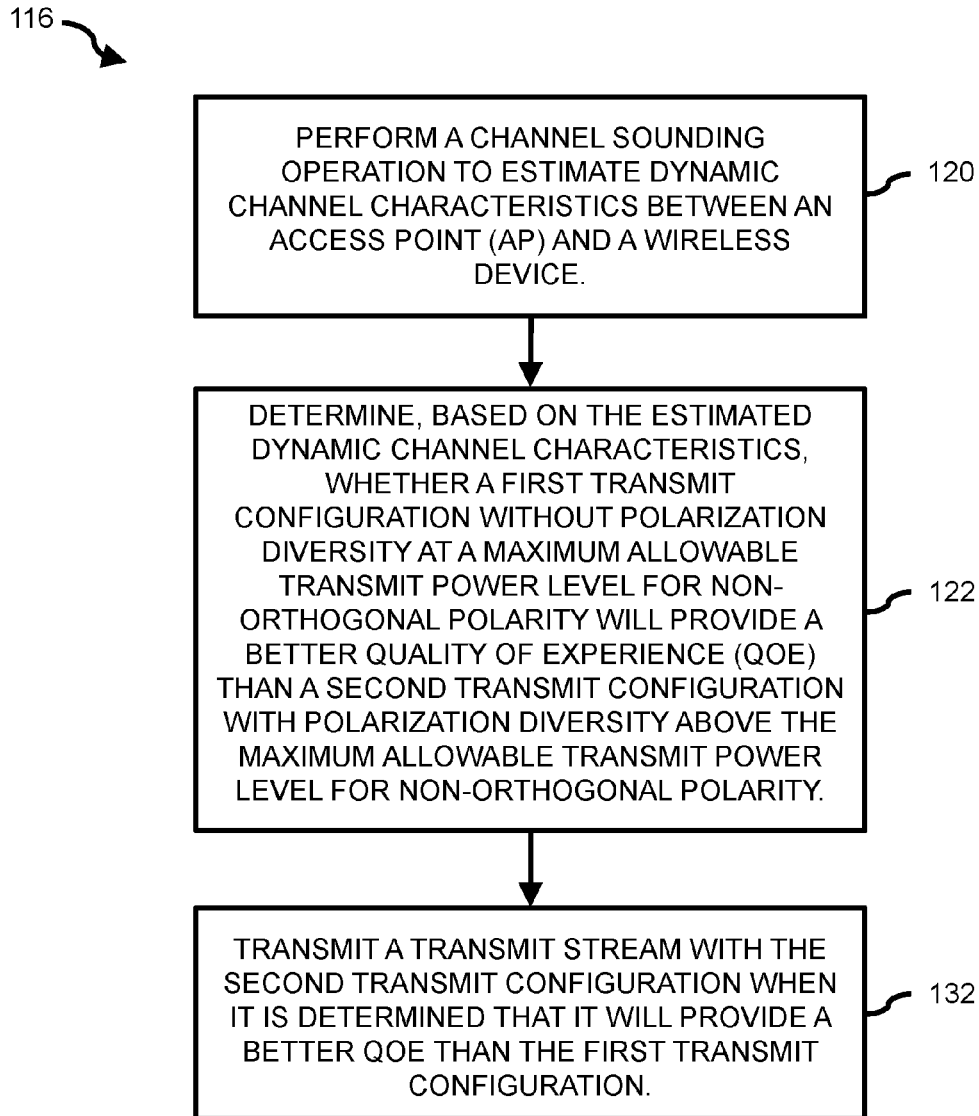 116
PERFORM A CHANNEL SOUNDING
OPERATION TO ESTIMATE DYNAMIC
CHANNEL CHARACTERISTICS BETWEEN AN
ACCESS POINT (AP) AND A WIRELESS
DEVICE.
120
DETERMINE, BASED ON THE ESTIMATED
DYNAMIC CHANNEL CHARACTERISTICS,
WHETHER A FIRST TRANSMIT
CONFIGURATION WITHOUT POLARIZATION
DIVERSITY AT A MAXIMUM ALLOWABLE
TRANSMIT POWER LEVEL FOR NON-
ORTHOGONAL POLARITY WILL PROVIDE A
BETTER QUALITY OF EXPERIENCE (QOE)
THAN A SECOND TRANSMIT CONFIGURATION
WITH POLARIZATION DIVERSITY ABOVE THE
MAXIMUM ALLOWABLE TRANSMIT POWER
LEVEL FOR NON-ORTHOGONAL POLARITY.
122
TRANSMIT A TRANSMIT STREAM WITH THE
SECOND TRANSMIT CONFIGURATION WHEN
IT IS DETERMINED THAT IT WILL PROVIDE A
BETTER QOE THAN THE FIRST TRANSMIT
CONFIGURATION.
132